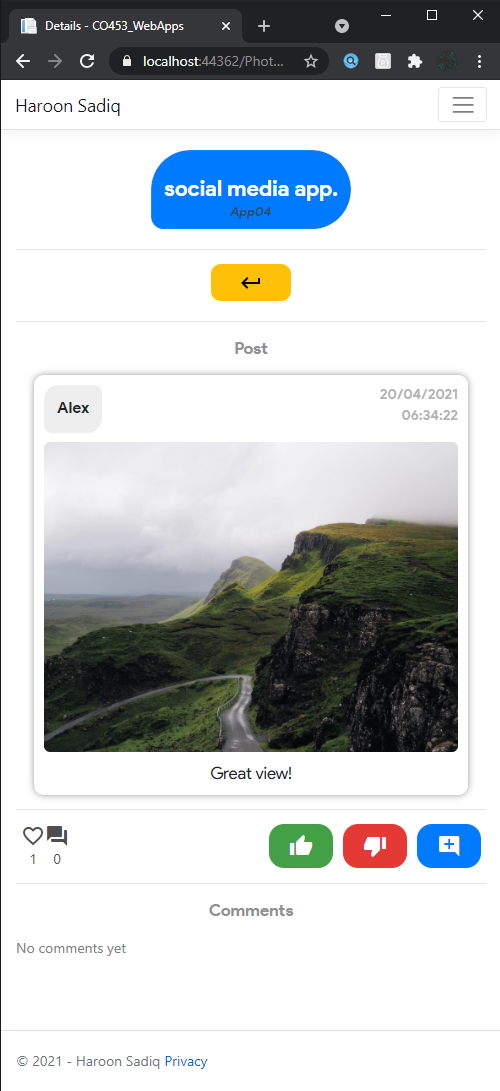 Details - CO453_WebApps
localhost:44362/Phot...
Haroon Sadiq
social media app.
App04
Post
Alex
20/04/2021
06:34:22
Great view!
1 0
Comments
No comments yet
© 2021 - Haroon Sadiq Privacy